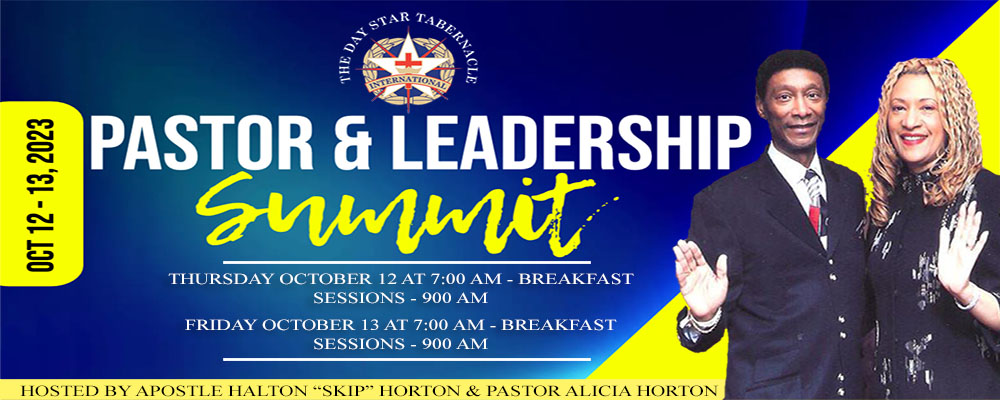 THE DAY STAR TABERNACLE
INTERNATIONAL
OCT 12 - 13, 2023
PASTOR & LEADERSHIP
Summit
THURSDAY OCTOBER 12 AT 7:00 AM - BREAKFAST
SESSIONS - 900 AM
FRIDAY OCTOBER 13 AT 7:00 AM - BREAKFAST
SESSIONS - 900 AM
HOSTED BY APOSTLE HALTON “SKIP” HORTON & PASTOR ALICIA HORTON